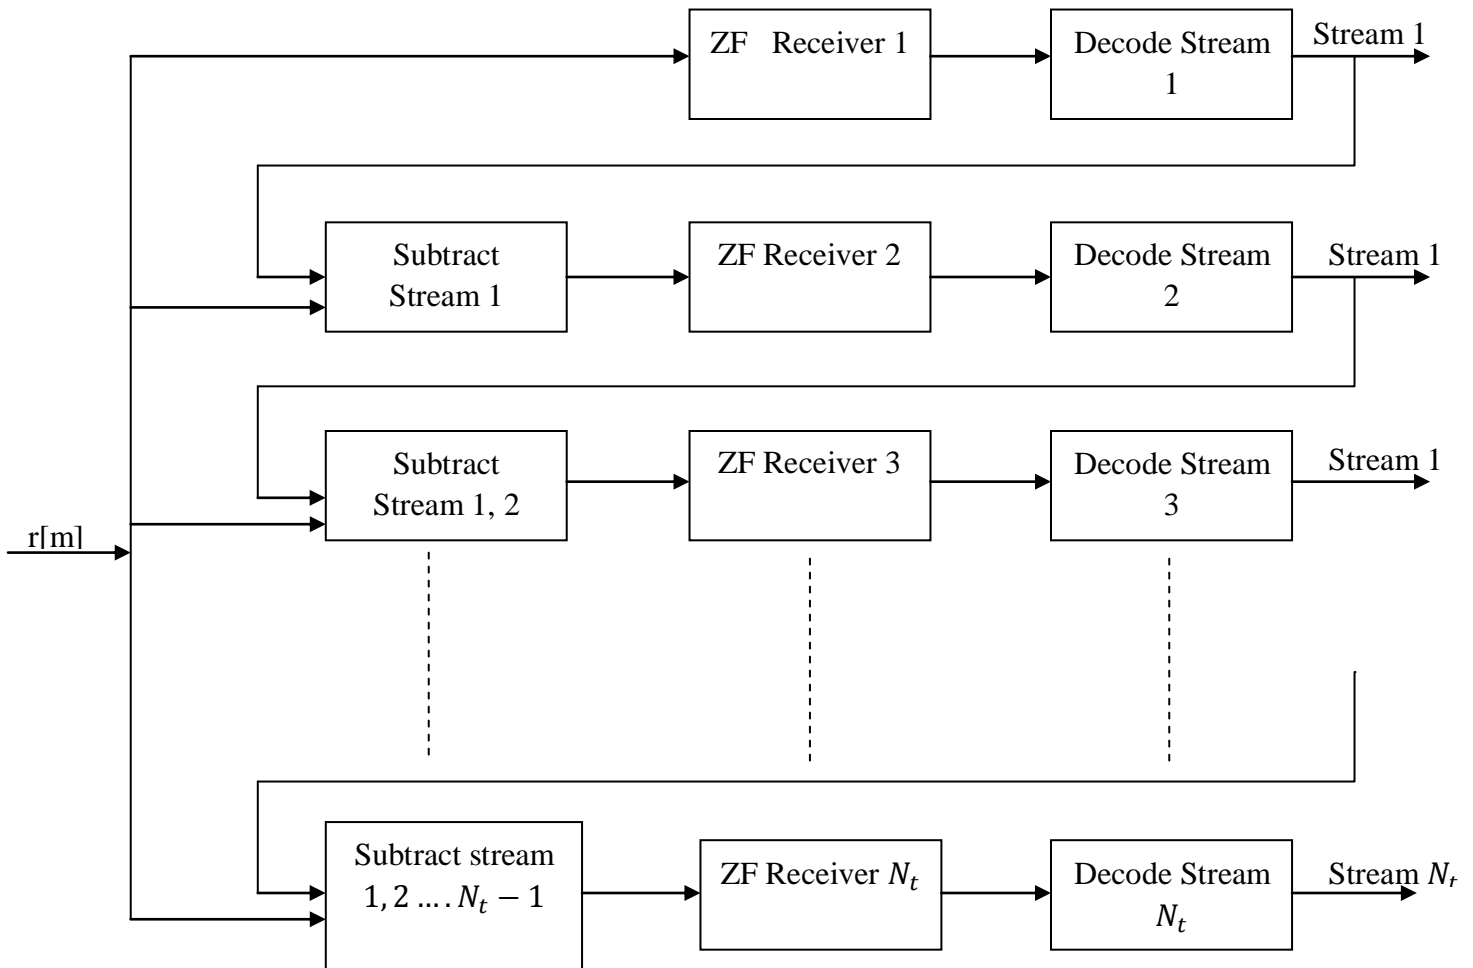 ZF Receiver 1
Decode Stream
1
Stream 1
Subtract
Stream 1
ZF Receiver 2
Decode Stream
2
Stream 1
Subtract
Stream 1, 2
ZF Receiver 3
Decode Stream
3
Stream 1
r[m]
Subtract stream
1, 2 …. N_t − 1
ZF Receiver N_t
Decode Stream
N_t
Stream N_t